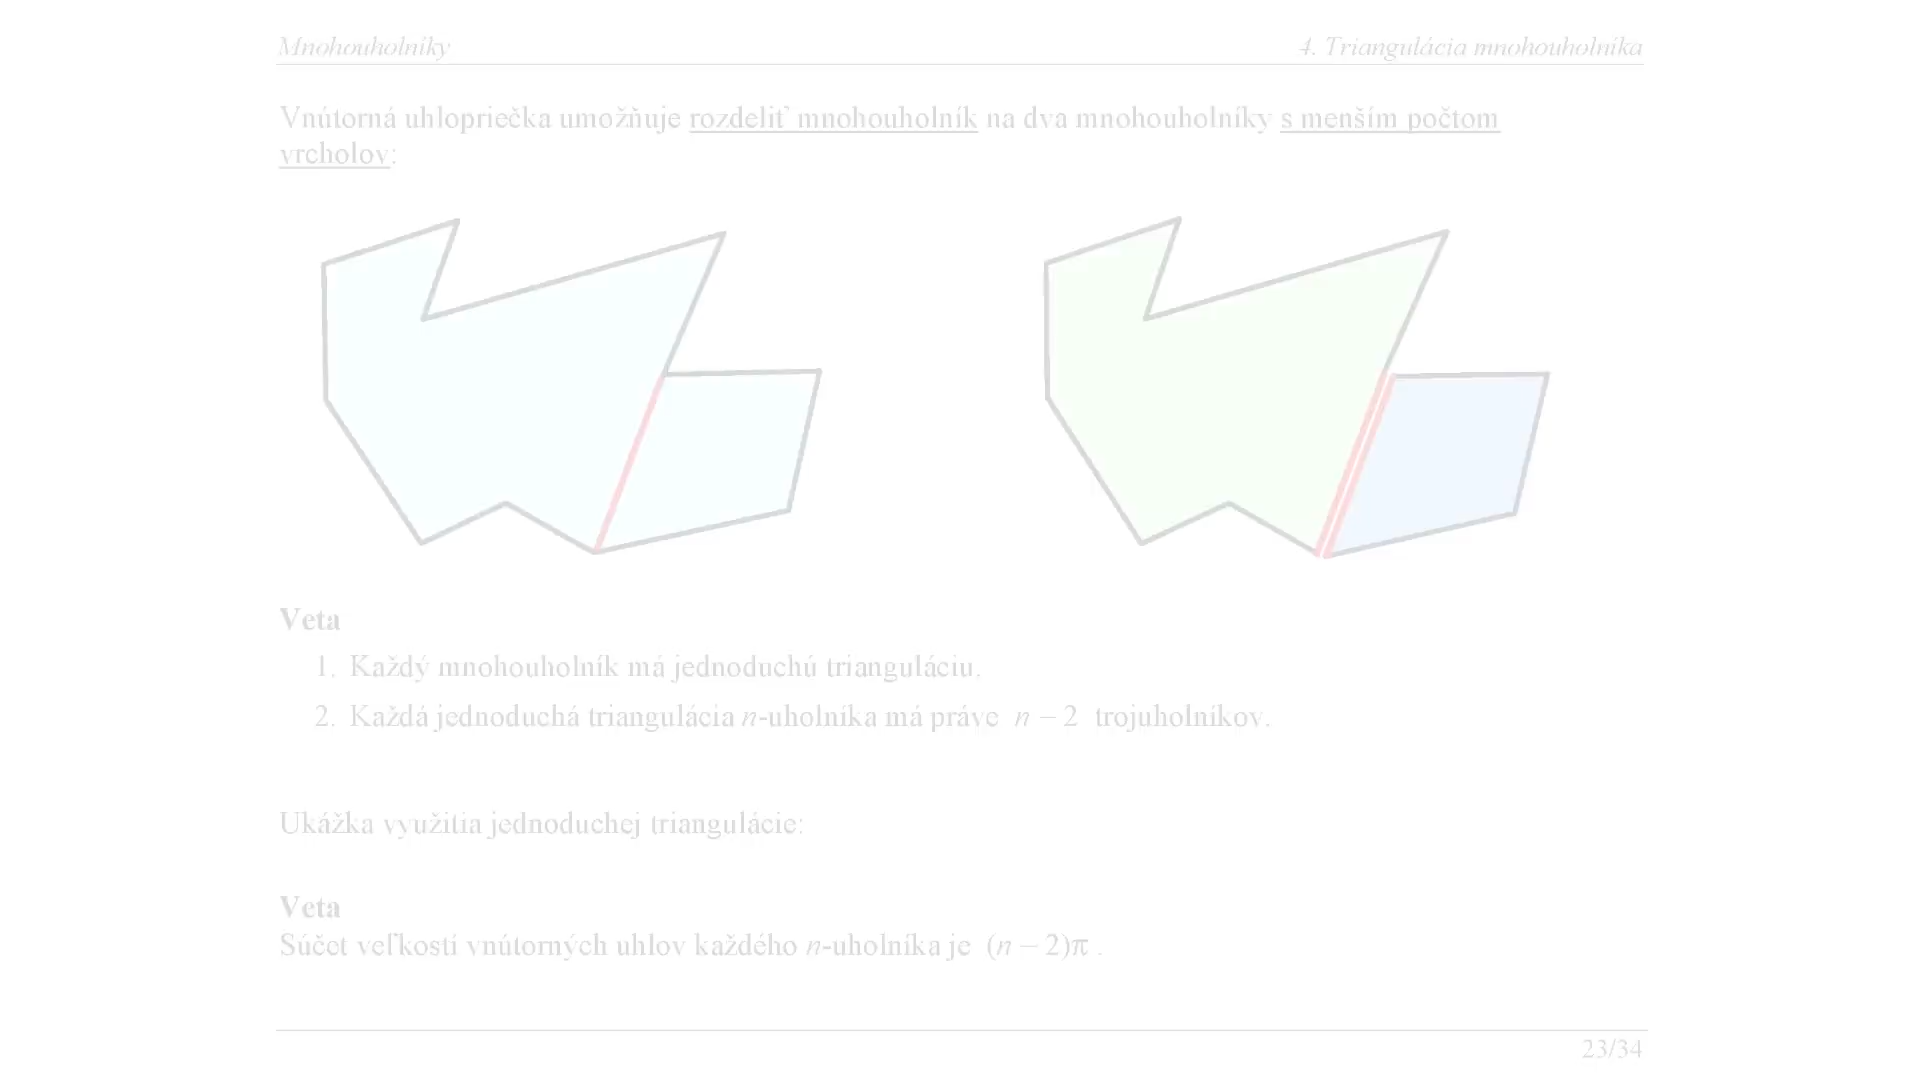 Mnohouholníky
4. Triangulácia mnohouholníka
Vnútorná uhlopriečka umožňuje rozdeliť mnohouholník na dva mnohouholníky s menším počtom
vrcholov:
Veta
1. Každý mnohouholník má jednoduchú trianguláciu.
2. Každá jednoduchá triangulácia n-uholníka má práve n − 2 trojuholníkov.
Ukážka využitia jednoduchej triangulácie:
Veta
Súčet veľkostí vnútorných uhlov každého n-uholníka je (n − 2)π .
23/34